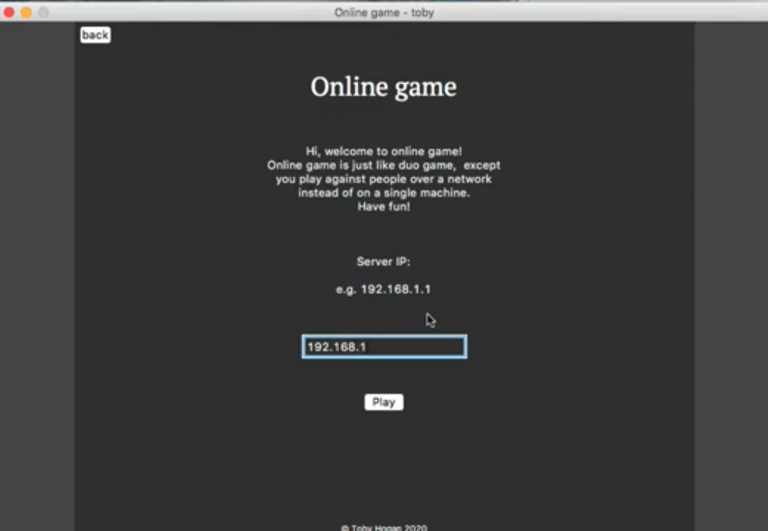 Online game - toby
back
Online game
Hi, welcome to online game!
Online game is just like duo game, except
you play against people over a network
instead of on a single machine.
Have fun!
Server IP:
e.g. 192.168.1.1
192.168.1
Play
© Toby Hogan 2020